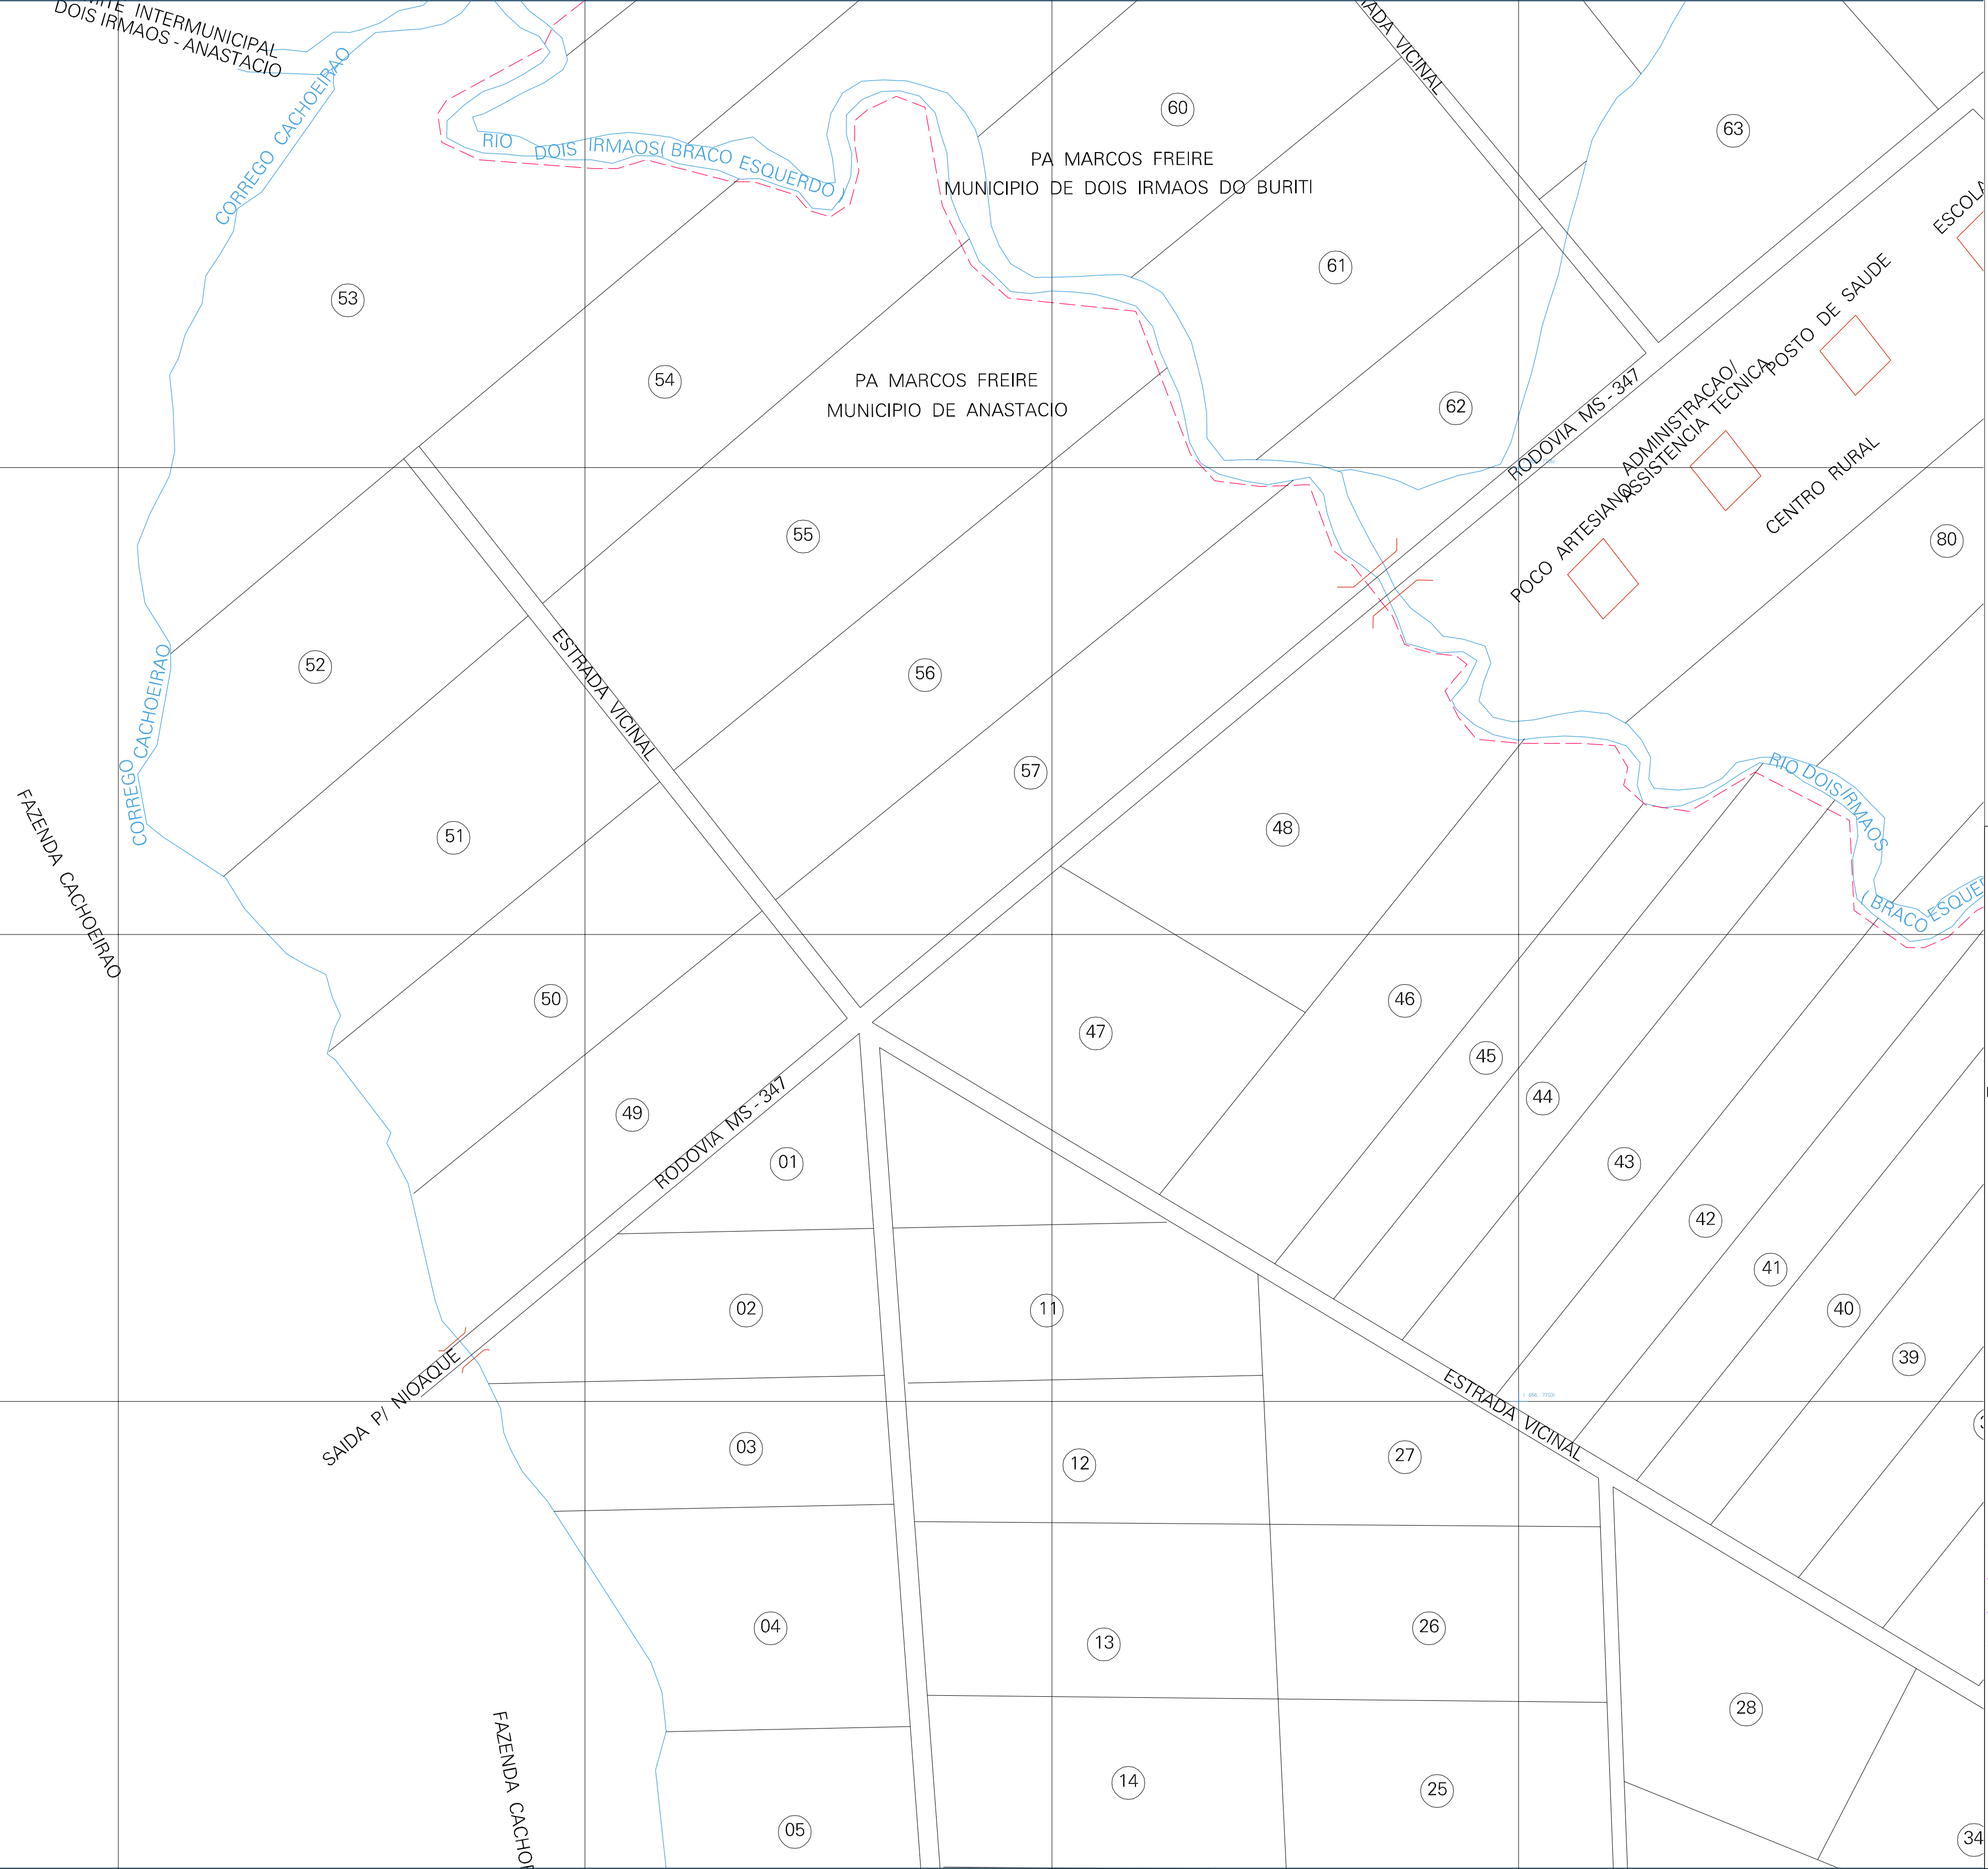 INTERMUNICIPAL
DOIS IRMAOS - ANASTACIO
CORREGO CACHOEIRAO
RIO DOIS IRMAOS( BRACO ESQUERDO )
VICINAL
60
63
PA MARCOS FREIRE
MUNICIPIO DE DOIS IRMAOS DO BURITI
61
53
54
PA MARCOS FREIRE
MUNICIPIO DE ANASTACIO
62
RODOVIA MS - 347
POSTO DE SAUDE
ADMINISTRACAO/
ASSISTENCIA TECNICA
CENTRO RURAL
POCO ARTESIANO
80
55
52
ESTRADA VICINAL
56
57
CORREGO CACHOEIRAO
FAZENDA CACHOEIRAO
51
48
RIO DOIS IRMAOS
( BRACO
50
47
46
45
44
49
RODOVIA MS - 347
01
43
42
41
40
39
02
11
SAIDA P/ NIOAQUE
ESTRADA VICINAL
03
12
27
04
13
26
28
FAZENDA
14
25
05
34